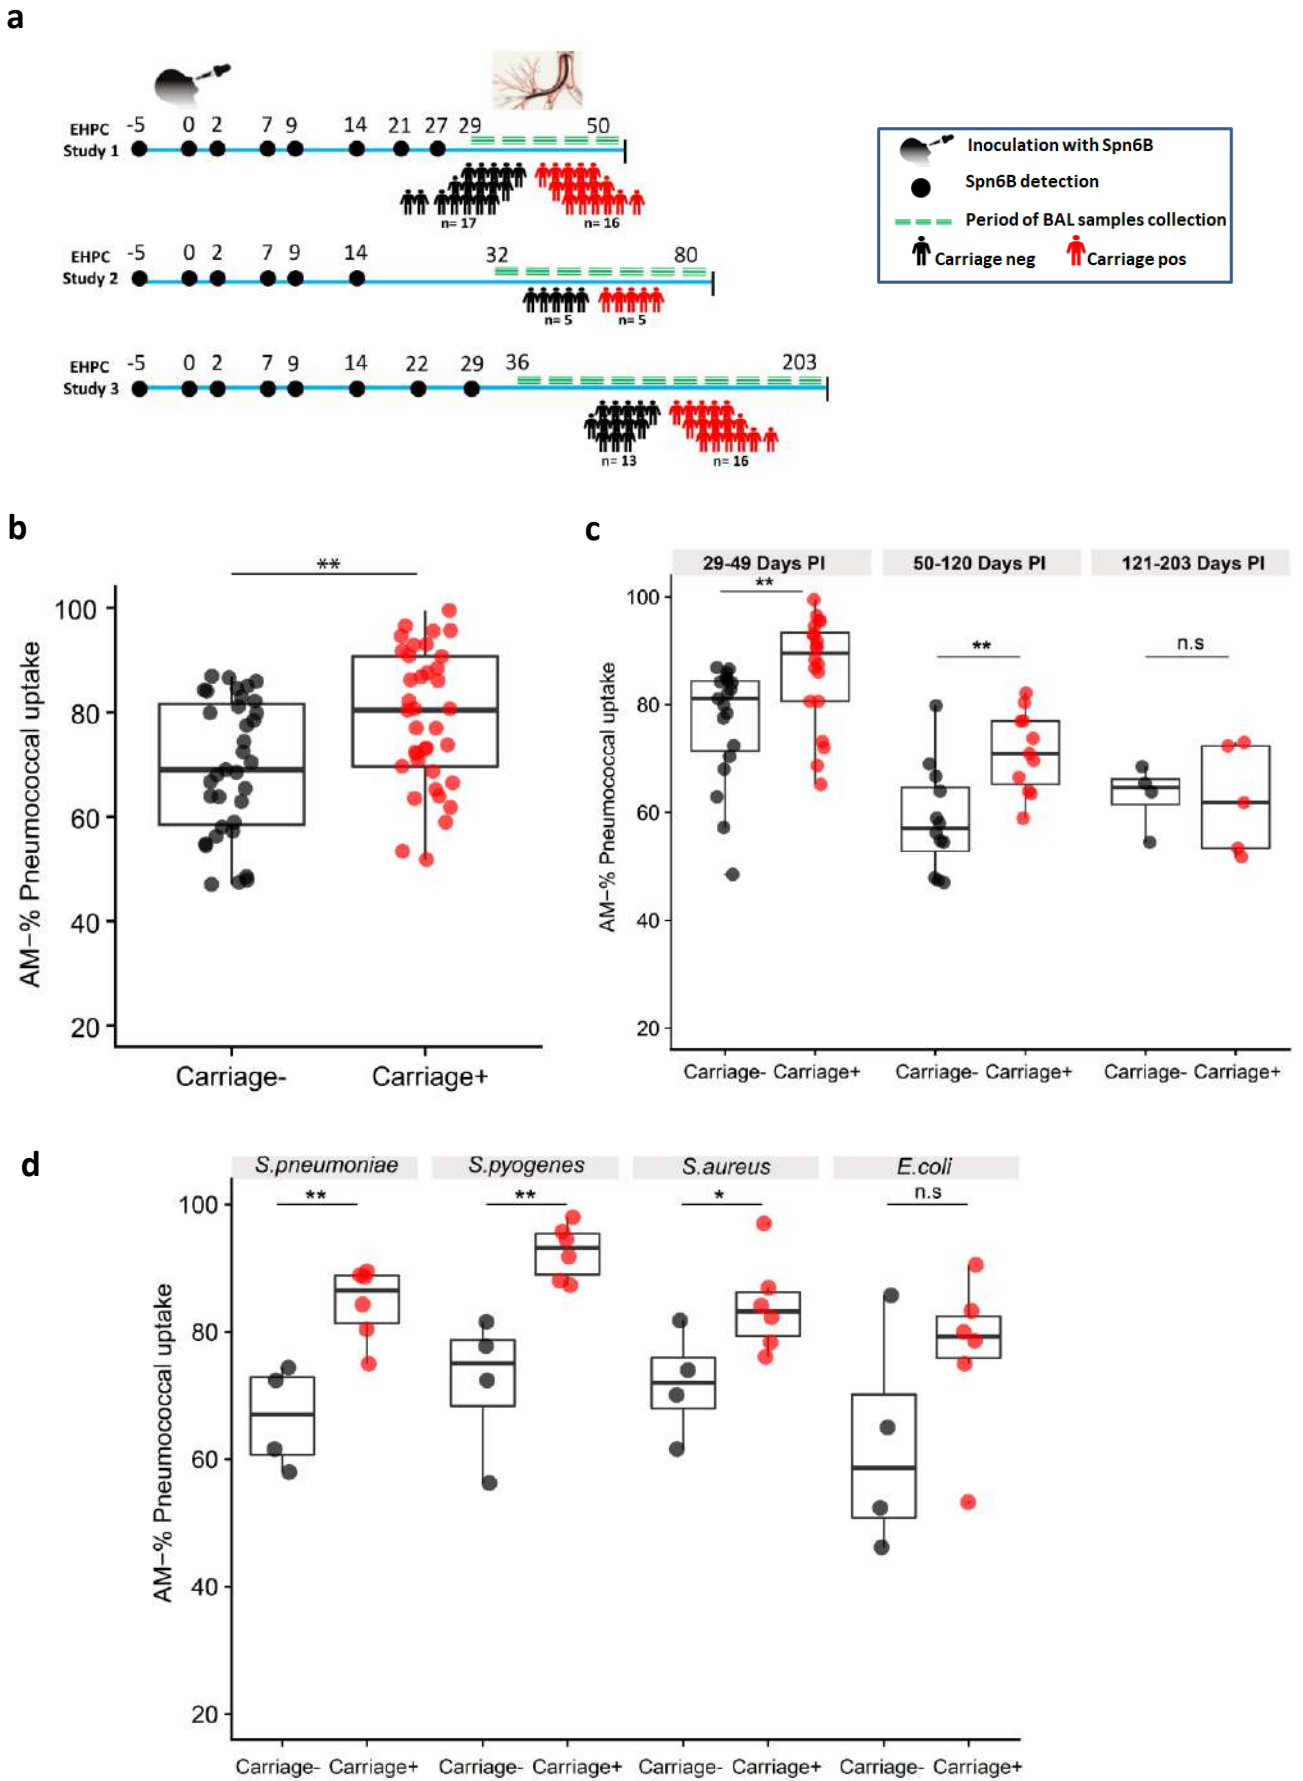 a
-5 0 2 7 9 14 21 27 29 50
EHPC
Study 1
n= 17 n= 16
-5 0 2 7 9 14 32 80
EHPC
Study 2
n= 5 n= 5
-5 0 2 7 9 14 22 29 36 203
EHPC
Study 3
n= 13 n= 16
Inoculation with Spn6B
Spn6B detection
Period of BAL samples collection
Carriage neg Carriage pos
b
**
AM-% Pneumococcal uptake
100
80
60
40
20
Carriage- Carriage+
c
29-49 Days PI 50-120 Days PI 121-203 Days PI
** ** n.s
AM-% Pneumococcal uptake
100
80
60
40
20
Carriage- Carriage+ Carriage- Carriage+ Carriage- Carriage+
d
S.pneumoniae S.pyogenes S.aureus E.coli
** ** * n.s
AM-% Pneumococcal uptake
100
80
60
40
20
Carriage- Carriage+ Carriage- Carriage+ Carriage- Carriage+ Carriage- Carriage+